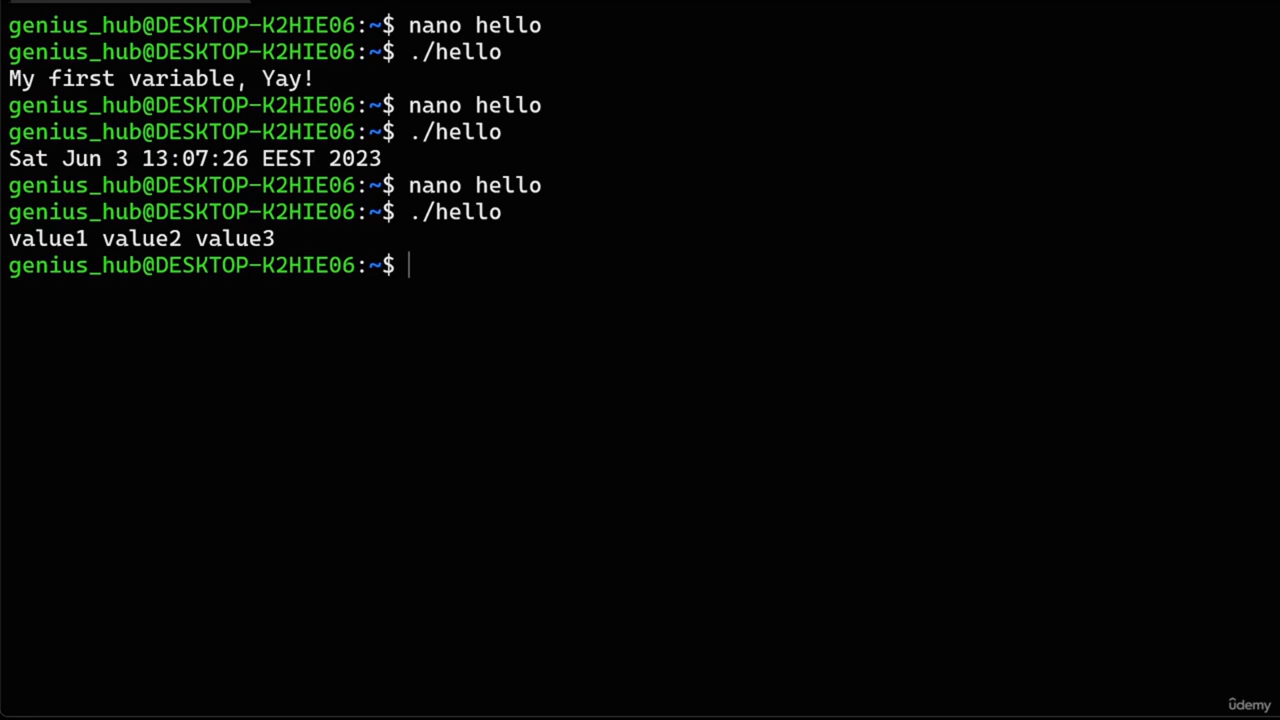 genius_hub@DESKTOP-K2HIE06:~$ nano hello
genius_hub@DESKTOP-K2HIE06:~$ ./hello
My first variable, Yay!
genius_hub@DESKTOP-K2HIE06:~$ nano hello
genius_hub@DESKTOP-K2HIE06:~$ ./hello
Sat Jun 3 13:07:26 EEST 2023
genius_hub@DESKTOP-K2HIE06:~$ nano hello
genius_hub@DESKTOP-K2HIE06:~$ ./hello
value1 value2 value3
genius_hub@DESKTOP-K2HIE06:~$
ûdemy